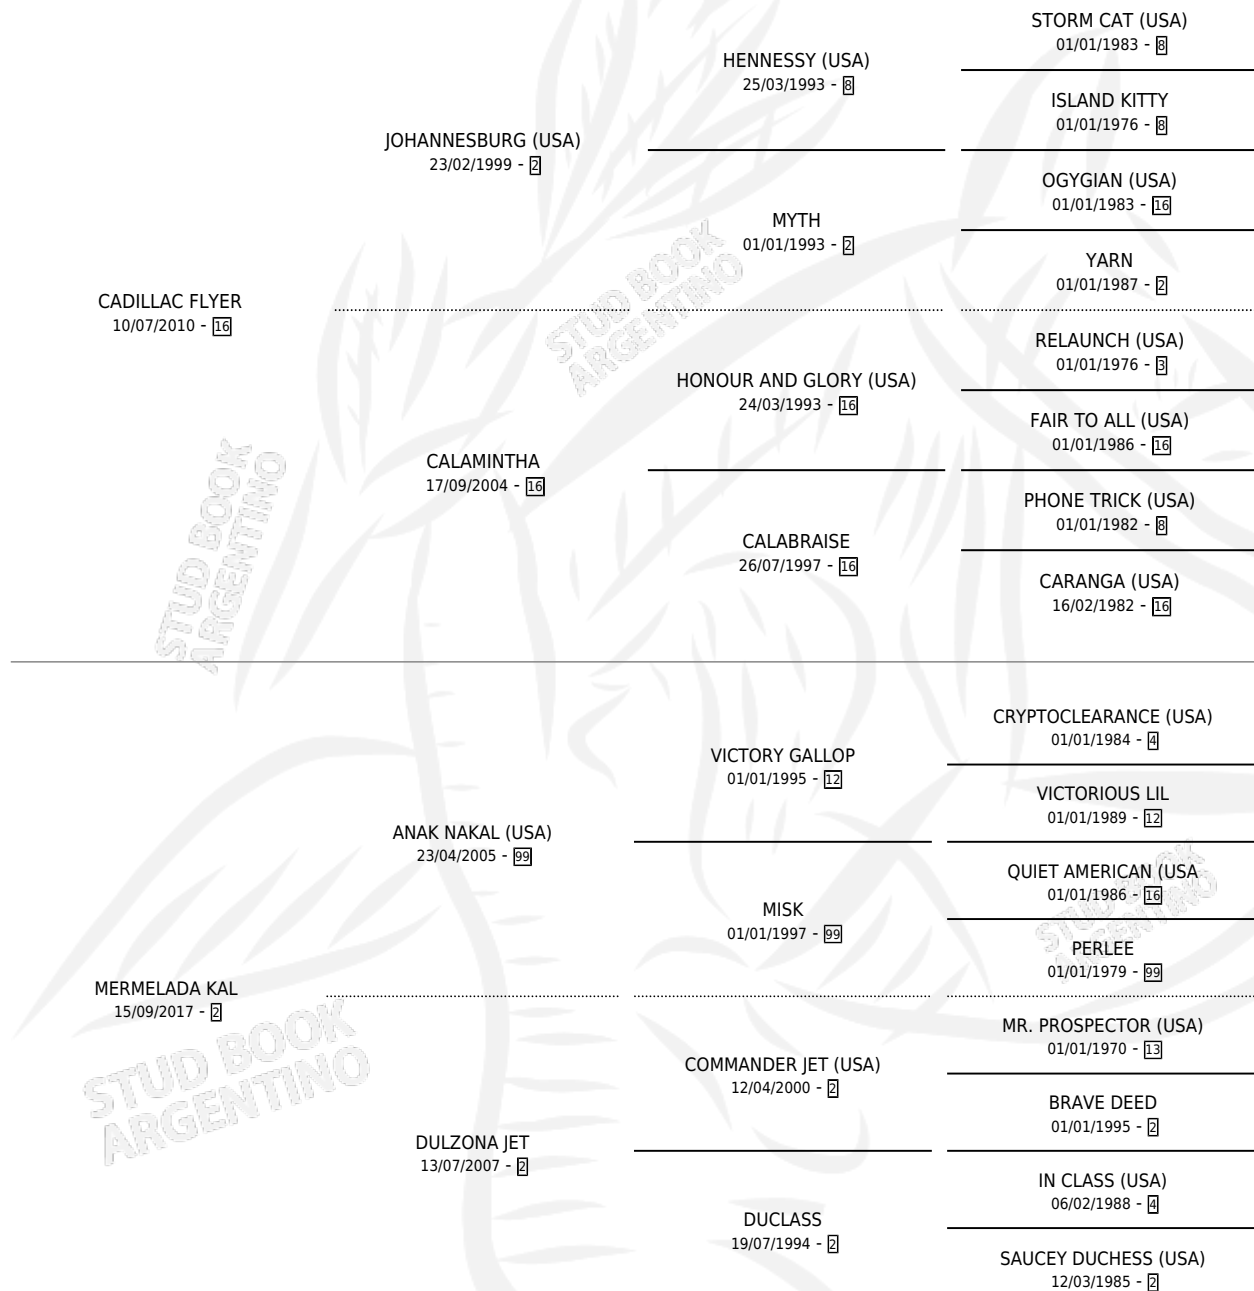 STORM CAT (USA)
01/01/1983 - 8
HENNESSY (USA)
25/03/1993 - 8
ISLAND KITTY
01/01/1976 - 8
JOHANNESBURG (USA)
23/02/1999 - 2
OGYGIAN (USA)
01/01/1983 - 16
MYTH
01/01/1993 - 2
YARN
01/01/1987 - 2
CADILLAC FLYER
10/07/2010 - 16
RELAUNCH (USA)
01/01/1976 - 3
HONOUR AND GLORY (USA)
24/03/1993 - 16
FAIR TO ALL (USA)
01/01/1986 - 16
CALAMINTHA
17/09/2004 - 16
PHONE TRICK (USA)
01/01/1982 - 8
CALABRAISE
26/07/1997 - 16
CARANGA (USA)
16/02/1982 - 16
CRYPTOCLEARANCE (USA)
01/01/1984 - 4
VICTORY GALLOP
01/01/1995 - 12
VICTORIOUS LIL
01/01/1989 - 12
ANAK NAKAL (USA)
23/04/2005 - 99
QUIET AMERICAN (USA
01/01/1986 - 16
MISK
01/01/1997 - 99
PERLEE
01/01/1979 - 99
MERMELADA KAL
15/09/2017 - 2
MR. PROSPECTOR (USA)
01/01/1970 - 13
COMMANDER JET (USA)
12/04/2000 - 2
BRAVE DEED
01/01/1995 - 2
DULZONA JET
13/07/2007 - 2
IN CLASS (USA)
06/02/1988 - 4
DUCLASS
19/07/1994 - 2
SAUCEY DUCHESS (USA)
12/03/1985 - 2
STUD BOOK
ARGENTINO
STUD BOOK
ARGENTINO
STUD BOOK
ARGENTINO
STUD BOOK
ARGENTINO